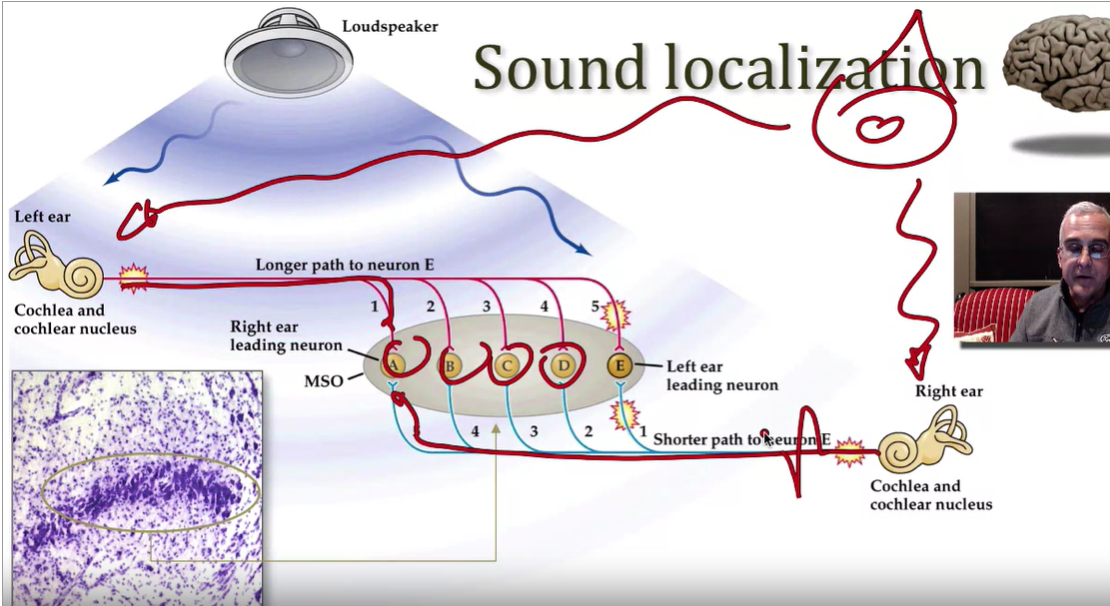 Loudspeaker
Sound localization
Left ear
Cochlea and
cochlear nucleus
Longer path to neuron E
1 2 3 4 5
Right ear
leading neuron
MSO
A B C D E
Left ear
leading neuron
4 3 2 1
Shorter path to neuron E
Right ear
Cochlea and
cochlear nucleus